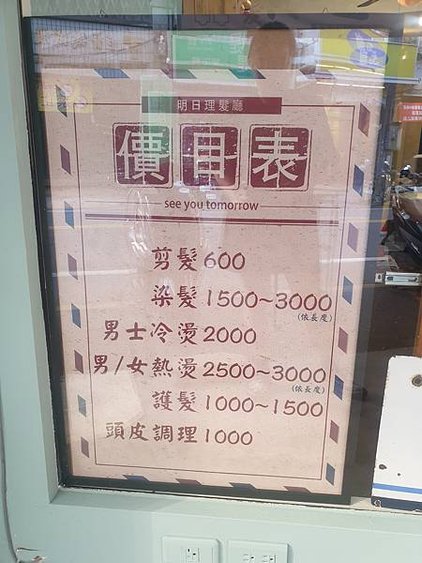 明日理髮廳
價目表
see you tomorrow
剪髮 600
染髮 1500~3000
(依長度)
男士冷燙 2000
男/女熱燙 2500~3000
(依長度)
護髮 1000~1500
頭皮調理 1000